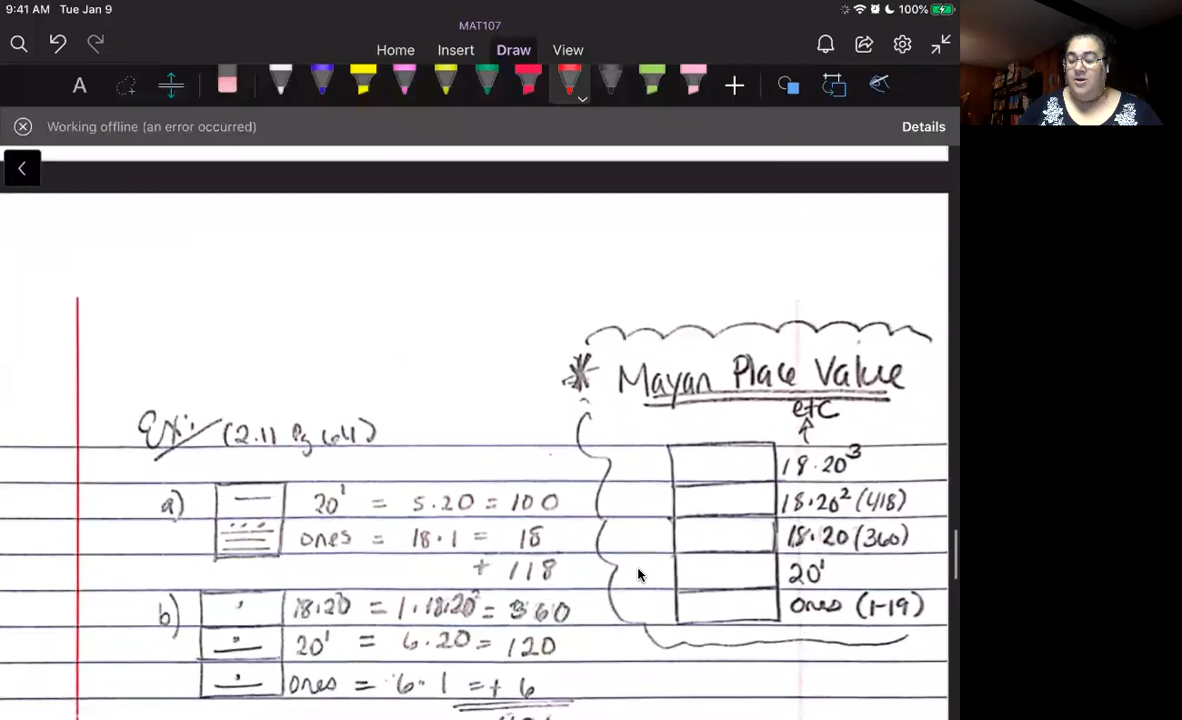 9:41 AM Tue Jan 9
100%
MAT107
Home Insert Draw View
A
Working offline (an error occurred)
Details
* Mayan Place Value
etc
18·20³
18·20² (418)
18·20 (360)
20¹
ones (1-19)
Ex: (2.11 Pg 64)
a) 20¹ = 5·20 = 100
ones = 18·1 = 18
+ 118
b) 18·20 = 1·18·20² = 360
20¹ = 6·20 = 120
ones = 6·1 = + 6